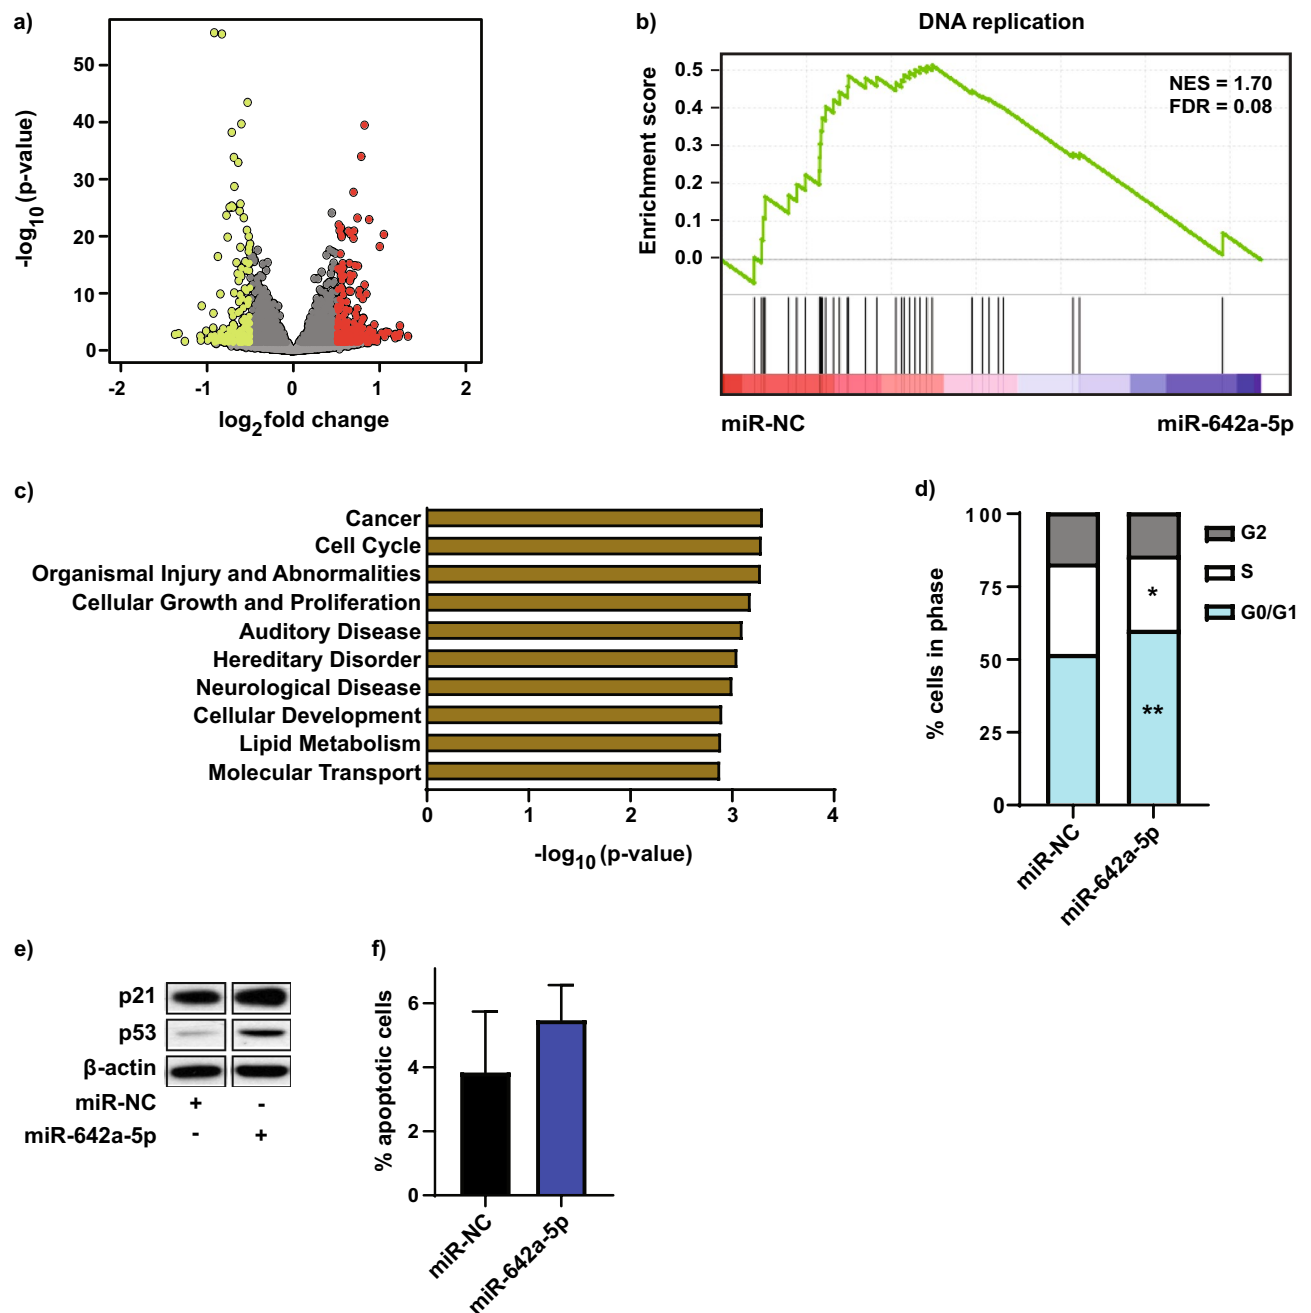 a)
-log10 (p-value)
50
40
30
20
10
0
-2
-1
0
1
2
log2fold change
b)
DNA replication
Enrichment score
0.5
0.4
0.3
0.2
0.1
0.0
NES = 1.70
FDR = 0.08
miR-NC
miR-642a-5p
c)
Cancer
Cell Cycle
Organismal Injury and Abnormalities
Cellular Growth and Proliferation
Auditory Disease
Hereditary Disorder
Neurological Disease
Cellular Development
Lipid Metabolism
Molecular Transport
0
1
2
3
4
-log10 (p-value)
d)
% cells in phase
100
75
50
25
0
*
**
G2
S
G0/G1
miR-NC
miR-642a-5p
e)
p21
p53
β-actin
miR-NC + -
miR-642a-5p - +
f)
% apoptotic cells
6
4
2
0
miR-NC
miR-642a-5p